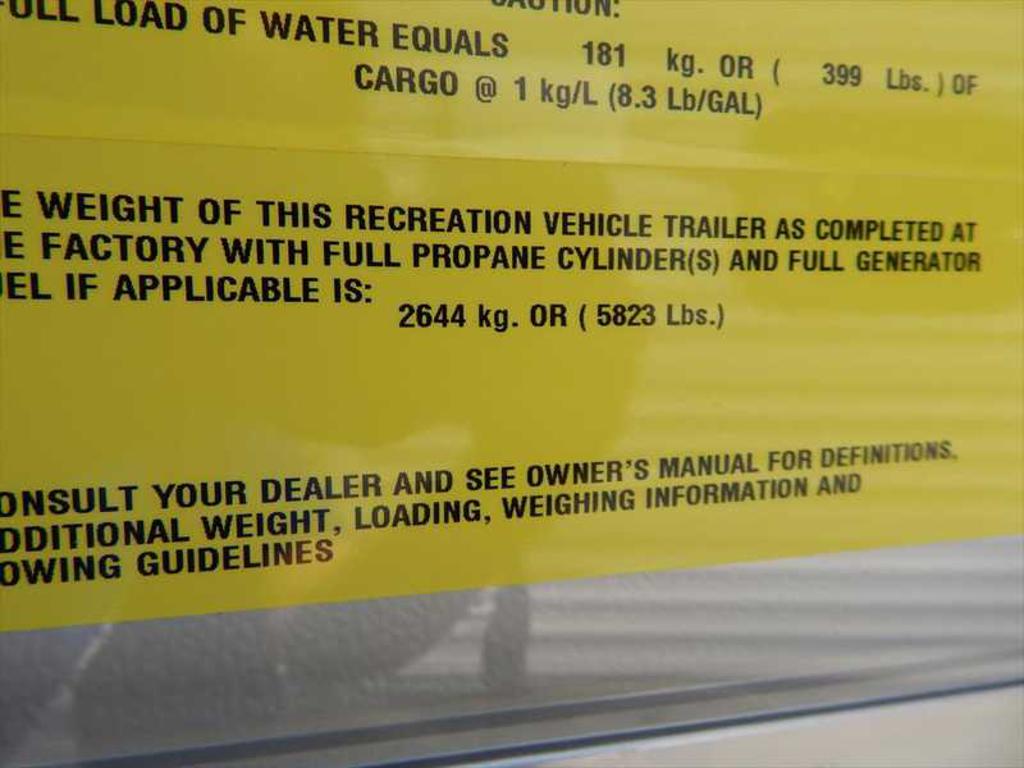 CAUTION:
FULL LOAD OF WATER EQUALS 181 kg. OR ( 399 Lbs. ) OF
CARGO @ 1 kg/L (8.3 Lb/GAL)
E WEIGHT OF THIS RECREATION VEHICLE TRAILER AS COMPLETED AT
E FACTORY WITH FULL PROPANE CYLINDER(S) AND FULL GENERATOR
UEL IF APPLICABLE IS:
2644 kg. OR ( 5823 Lbs.)
ONSULT YOUR DEALER AND SEE OWNER'S MANUAL FOR DEFINITIONS.
DDITIONAL WEIGHT, LOADING, WEIGHING INFORMATION AND
OWING GUIDELINES